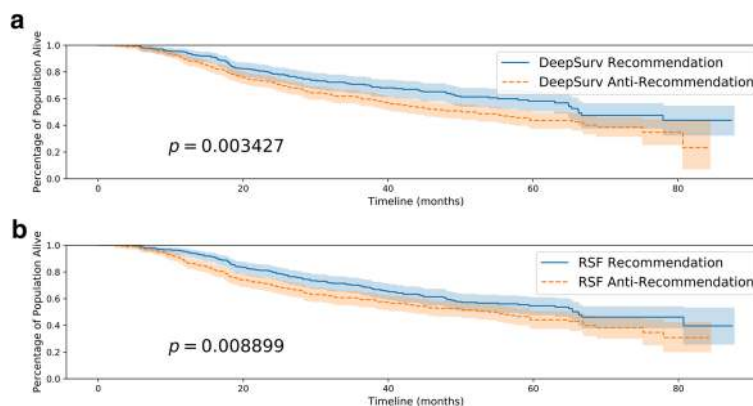 a
1.0
0.8
0.6
0.4
0.2
0.0
Percentage of Population Alive
DeepSurv Recommendation
DeepSurv Anti-Recommendation
p = 0.003427
0 20 40 60 80
Timeline (months)
b
1.0
0.8
0.6
0.4
0.2
0.0
Percentage of Population Alive
RSF Recommendation
RSF Anti-Recommendation
p = 0.008899
0 20 40 60 80
Timeline (months)